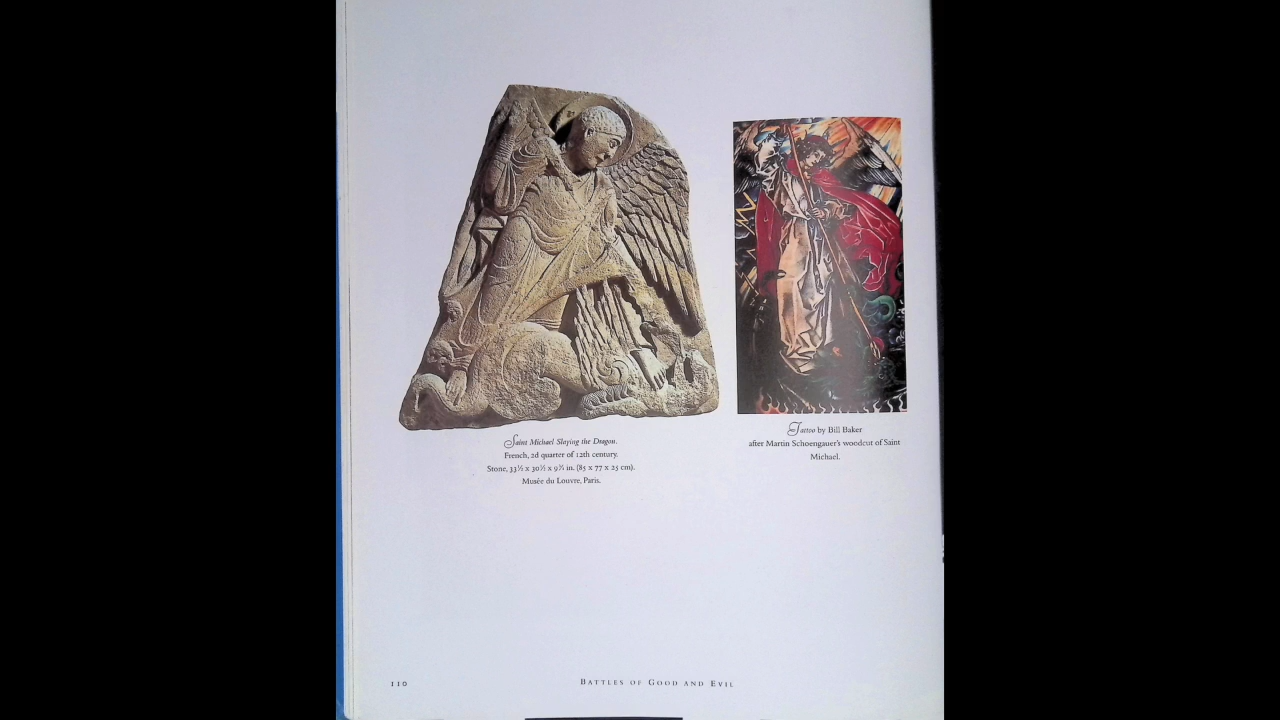 Saint Michael Slaying the Dragon.
French, 2d quarter of 12th century.
Stone, 33½ x 30½ x 9¾ in. (85 x 77 x 25 cm).
Musée du Louvre, Paris.
Tattoo by Bill Baker
after Martin Schoengauer's woodcut of Saint
Michael.
110
BATTLES OF GOOD AND EVIL